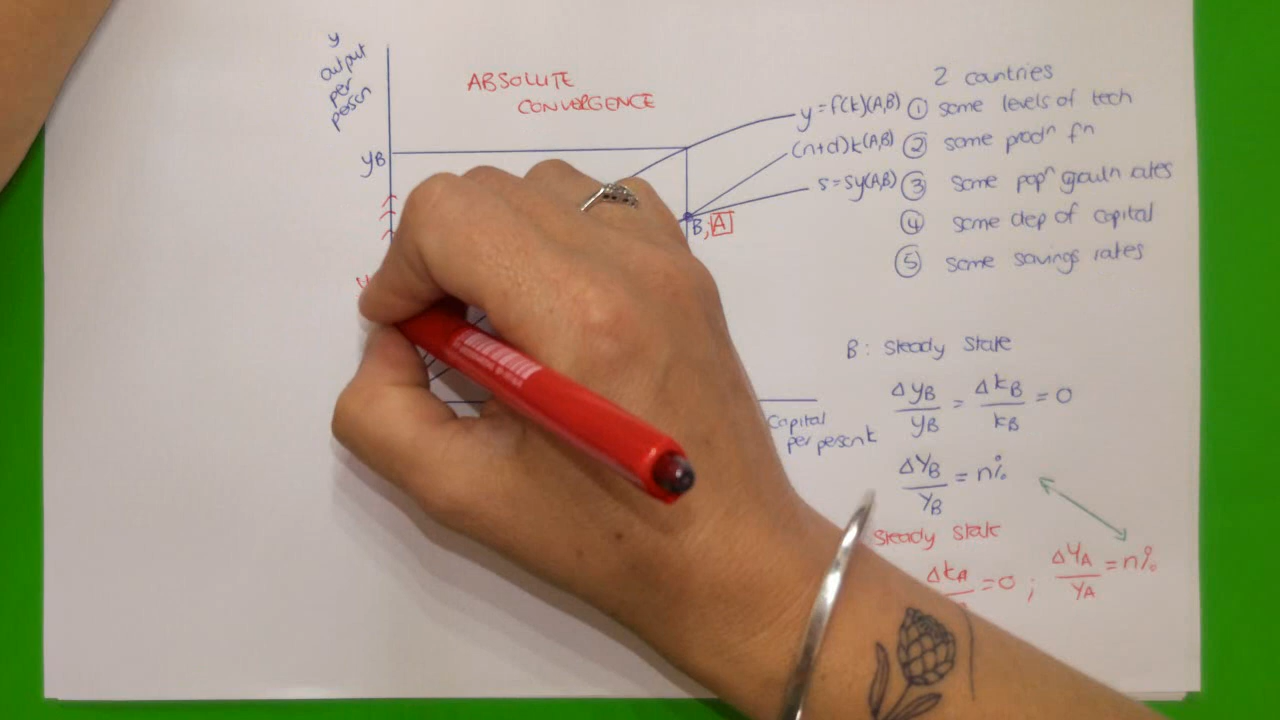 y
output
per
person
ABSOLUTE
CONVERGENCE
yB
y=f(k)(A,B)
(n+d)k(A,B)
s=sy(A,B)
B;A
Capital
per person k
2 countries
① same levels of tech
② same prodⁿ fn
③ same popⁿ growth rates
④ same dep of capital
⑤ same savings rates
B: Steady State
ΔyB/yB = ΔkB/kB = 0
ΔYB/YB = n%
Steady State
ΔkA =0; ΔYA/YA = n%